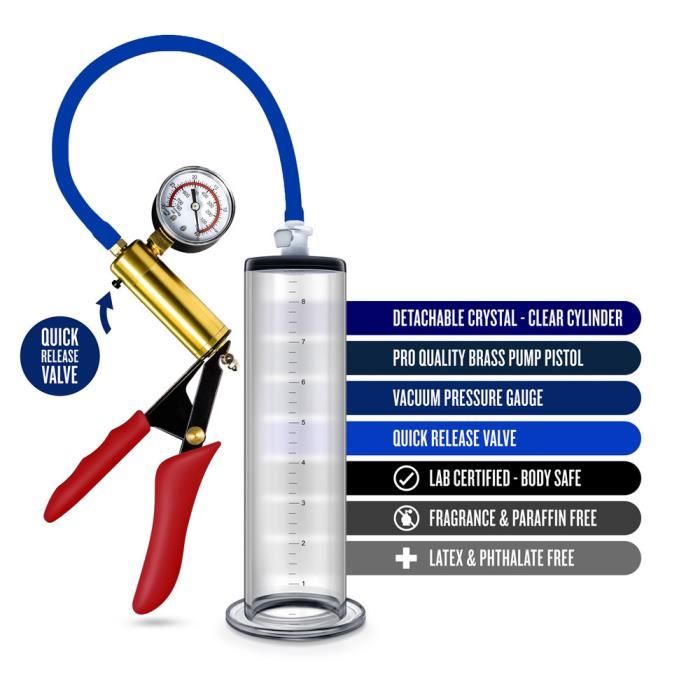 QUICK
RELEASE
VALVE
8
7
6
5
4
3
2
1
DETACHABLE CRYSTAL - CLEAR CYLINDER
PRO QUALITY BRASS PUMP PISTOL
VACUUM PRESSURE GAUGE
QUICK RELEASE VALVE
LAB CERTIFIED - BODY SAFE
FRAGRANCE & PARAFFIN FREE
LATEX & PHTHALATE FREE